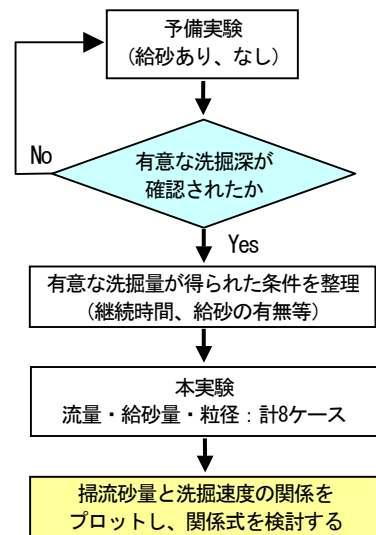 予備実験
(給砂あり、なし)
No
有意な洗掘深が
確認されたか
Yes
有意な洗掘量が得られた条件を整理
(継続時間、給砂の有無等)
本実験
流量・給砂量・粒径：計8ケース
掃流砂量と洗掘速度の関係を
プロットし、関係式を検討する